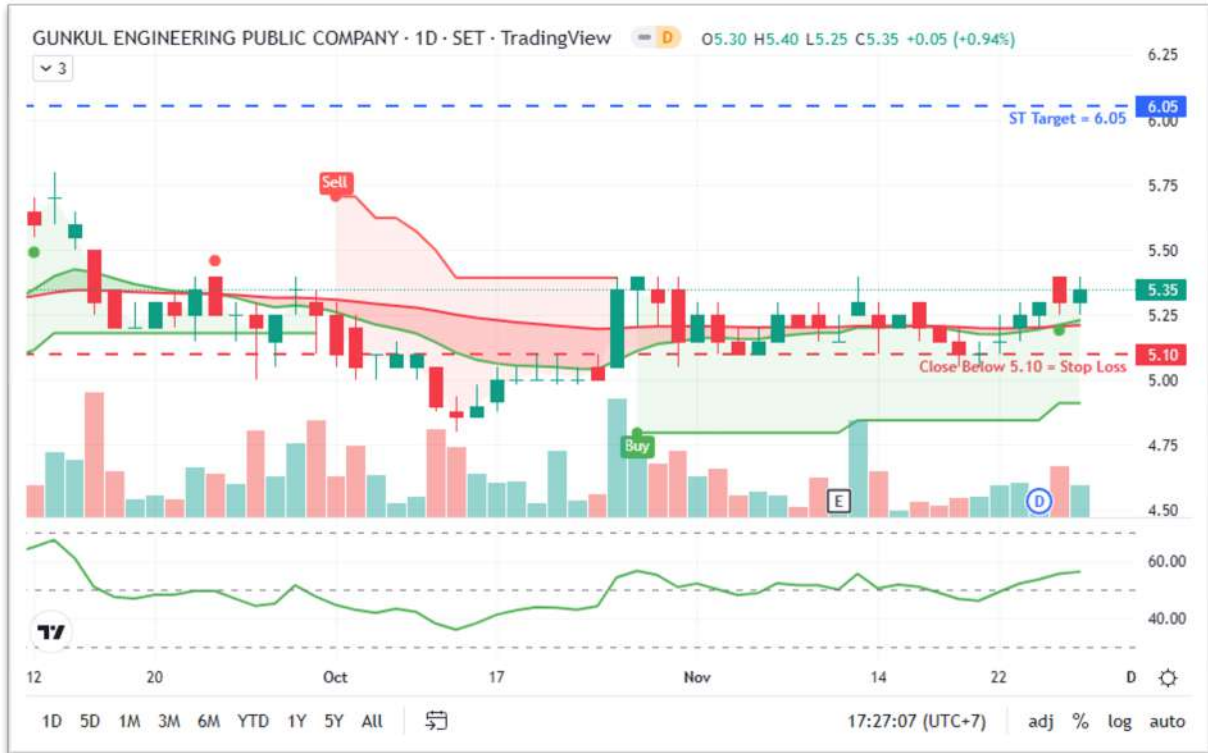 GUNKUL ENGINEERING PUBLIC COMPANY · 1D · SET · TradingView D O5.30 H5.40 L5.25 C5.35 +0.05 (+0.94%)
3
6.25
6.05
ST Target = 6.05
6.00
5.75
Sell
5.50
5.35
5.25
5.10
Close Below 5.10 = Stop Loss
5.00
4.75
Buy
E
D
4.50
60.00
40.00
12 20 Oct 17 Nov 14 22 D
1D 5D 1M 3M 6M YTD 1Y 5Y All 17:27:07 (UTC+7) adj % log auto